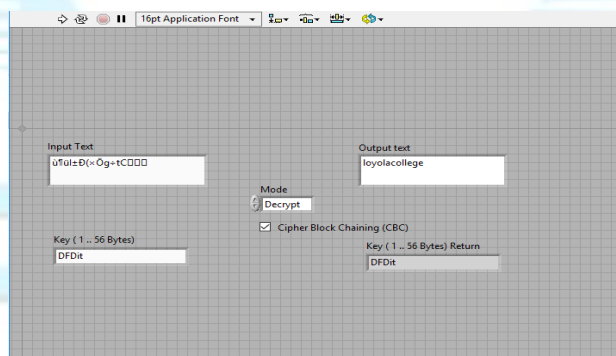 16pt Application Font
Input Text
Output text
ù¶ül±Ð(×Ög÷tC
loyolacollege
Mode
Decrypt
Cipher Block Chaining (CBC)
Key ( 1 .. 56 Bytes)
DFDit
Key ( 1 .. 56 Bytes) Return
DFDit